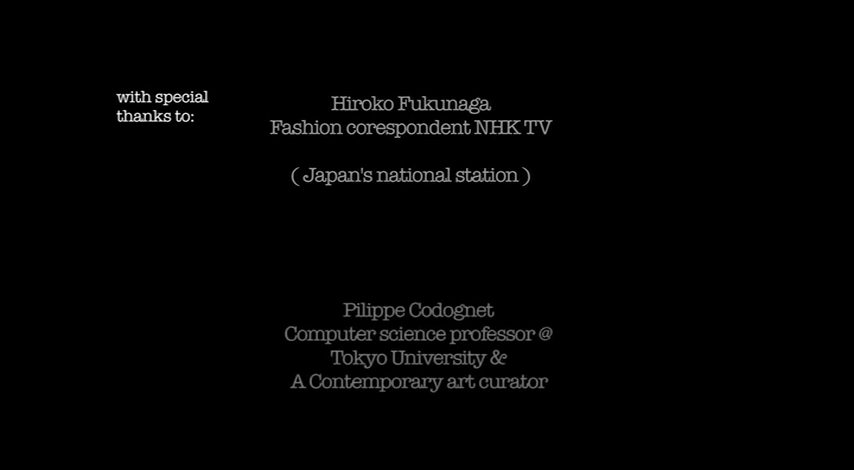 with special
thanks to:
Hiroko Fukunaga
Fashion corespondent NHK TV
( Japan's national station )
Pilippe Codognet
Computer science professor @
Tokyo University &
A Contemporary art curator